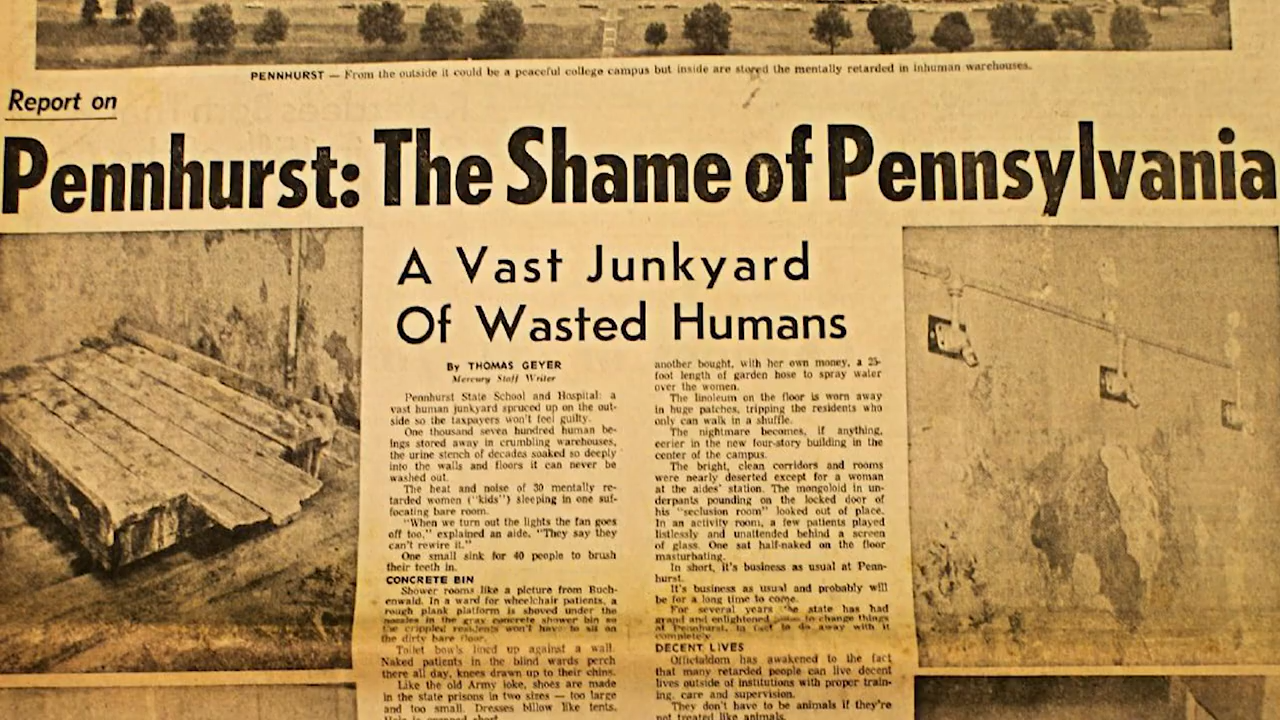 PENNHURST — From the outside it could be a peaceful college campus but inside are stored the mentally retarded in inhuman warehouses.
Report on
Pennhurst: The Shame of Pennsylvania
A Vast Junkyard
Of Wasted Humans
By THOMAS GEYER
Mercury Staff Writer
Pennhurst State School and Hospital: a
vast human junkyard spruced up on the out-
side so the taxpayers won't feel guilty.
One thousand seven hundred human be-
ings stored away in crumbling warehouses,
the urine stench of decades soaked so deeply
into the walls and floors it can never be
washed out.
The heat and noise of 30 mentally re-
tarded women ("kids") sleeping in one suf-
focating bare room.
"When we turn out the lights the fan goes
off too," explained an aide. "They say they
can't rewire it."
One small sink for 40 people to brush
their teeth in.
CONCRETE BIN
Shower rooms like a picture from Buch-
enwald. In a ward for wheelchair patients, a
rough plank platform is shoved under the
nozzles in the gray concrete shower bin so
the crippled residents won't have to sit on
the dirty bare floor.
Toilet bowls lined up against a wall.
Naked patients in the blind wards perch
there all day, knees drawn up to their chins.
Like the old Army joke, shoes are made
in the state prisons in two sizes — too large
and too small. Dresses billow like tents.
another bought, with her own money, a 25-
foot length of garden hose to spray water
over the women.
The linoleum on the floor is worn away
in huge patches, tripping the residents who
only can walk in a shuffle.
The nightmare becomes, if anything,
eerier in the new four-story building in the
center of the campus.
The bright, clean corridors and rooms
were nearly deserted except for a woman
at the aides' station. The mongoloid in un-
derpants pounding on the locked door of
his "seclusion room" looked out of place.
In an activity room, a few patients played
listlessly and unattended behind a screen
of glass. One sat half-naked on the floor
masturbating.
In short, it's business as usual at Penn-
hurst.
It's business as usual and probably will
be for a long time to come.
For several years the state has had
grand and enlightened to change things
at Pennhurst, in fact to do away with it
completely.
DECENT LIVES
Officialdom has awakened to the fact
that many retarded people can live decent
lives outside of institutions with proper train-
ing, care and supervision.
They don't have to be animals if they're
not treated like animals.